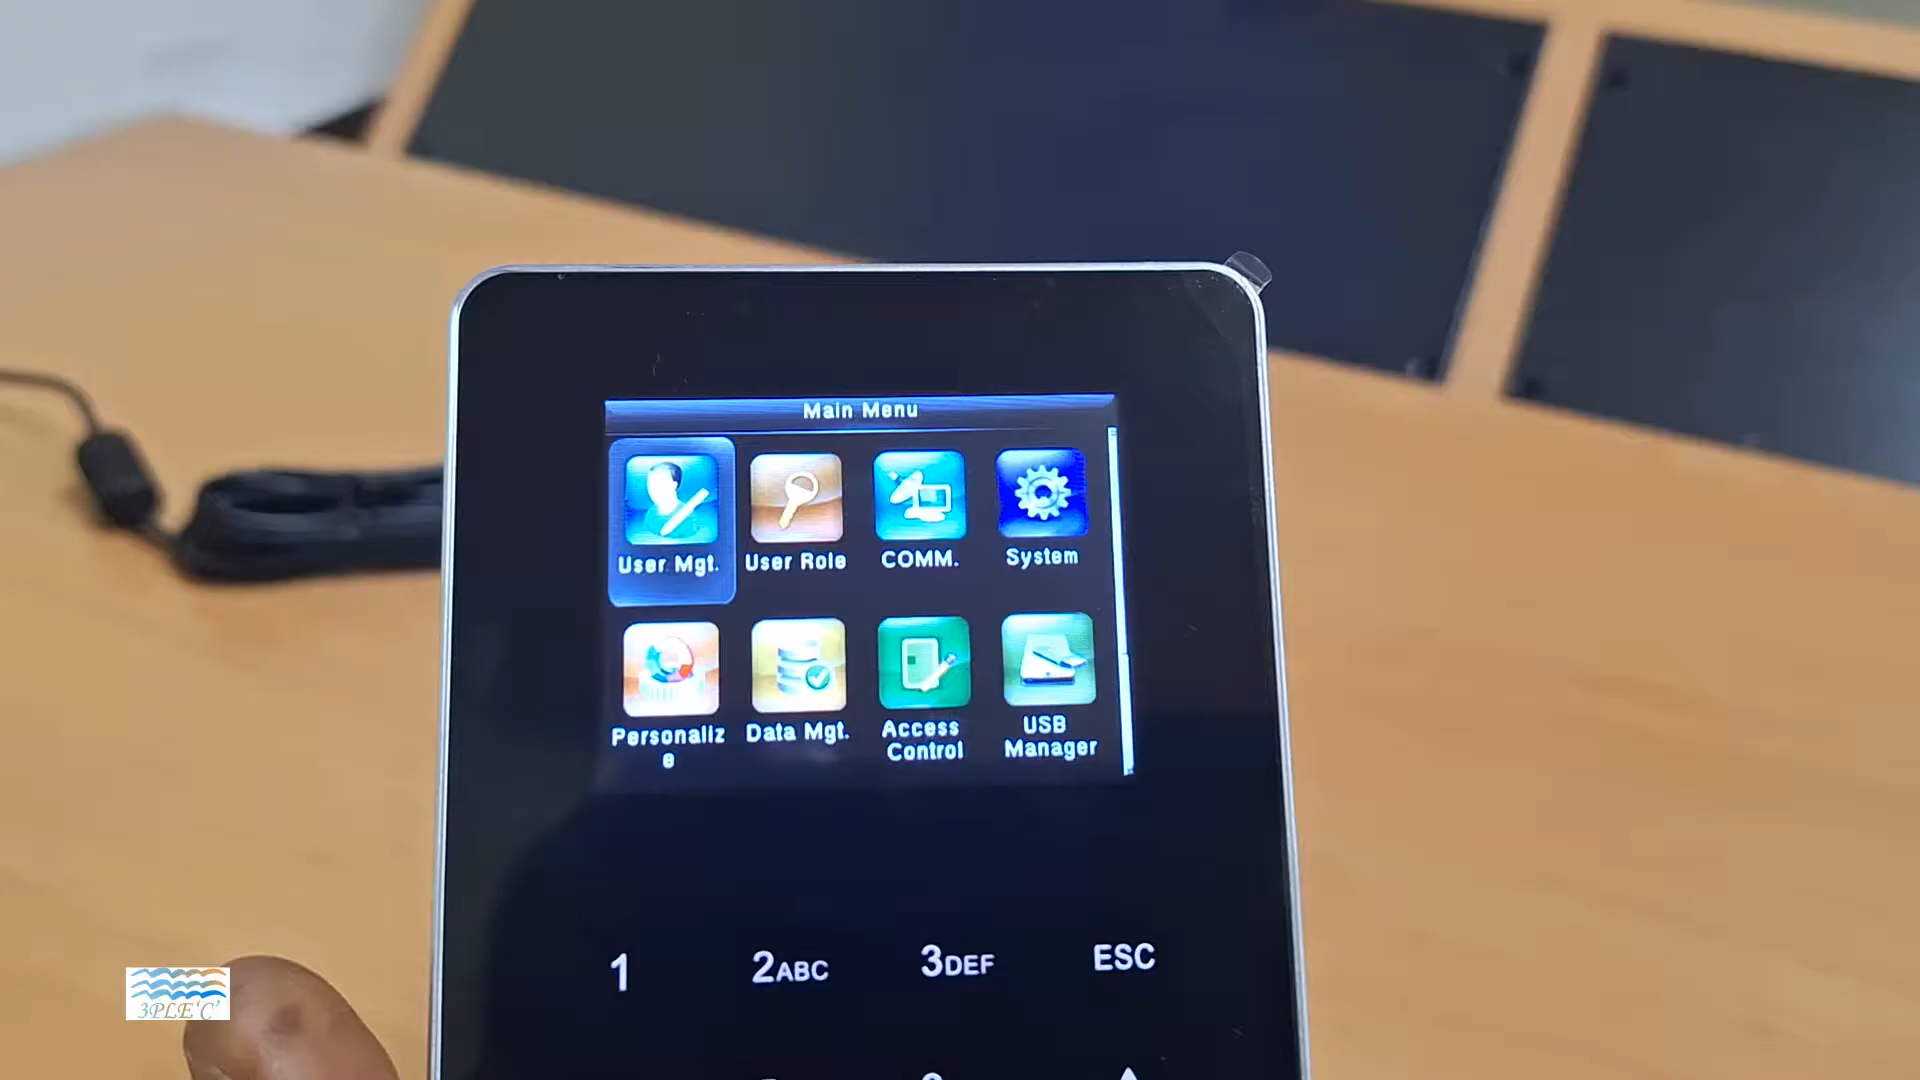 Main Menu
User Mgt. User Role COMM. System
Personaliz
e
Data Mgt.
Access
Control
USB
Manager
1 2ABC 3DEF ESC
3PLE'C'